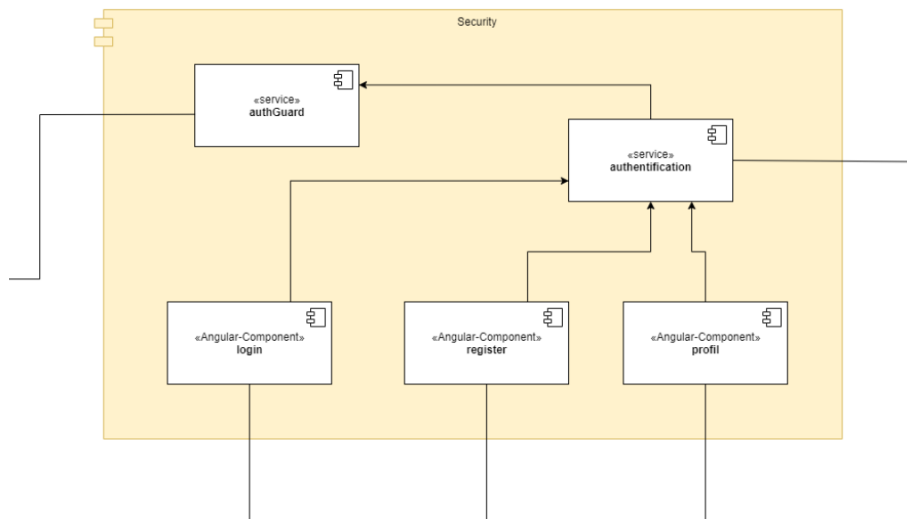 Security
«service»
authGuard
«service»
authentification
«Angular-Component»
login
«Angular-Component»
register
«Angular-Component»
profil